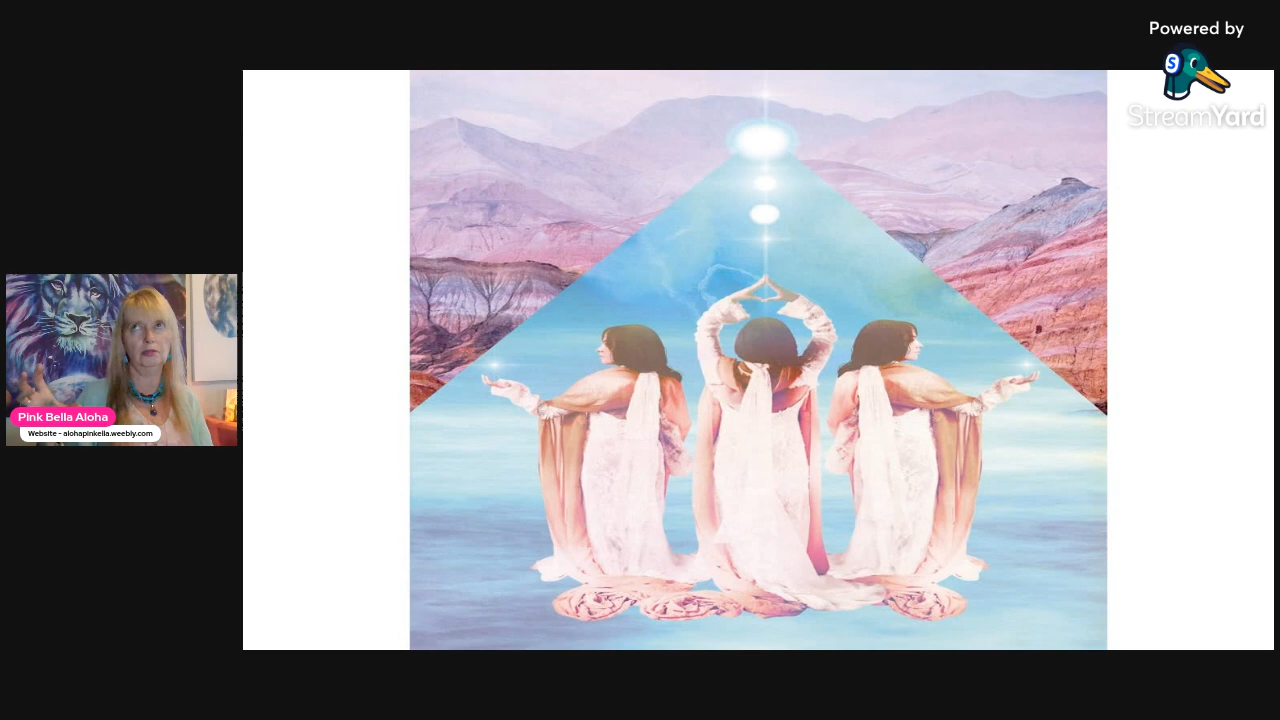 Powered by
S
StreamYard
Pink Bella Aloha
Website - alohapinkella.weebly.com